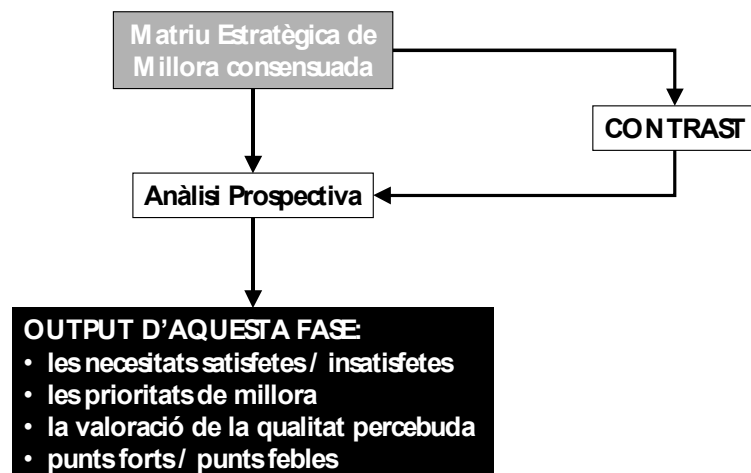 Matriu Estratègica de
Millora consensuada
CONTRAST
Anàlisi Prospectiva
OUTPUT D'AQUESTA FASE:
• les necesitats satisfetes / insatisfetes
• les prioritats de millora
• la valoració de la qualitat percebuda
• punts forts / punts febles